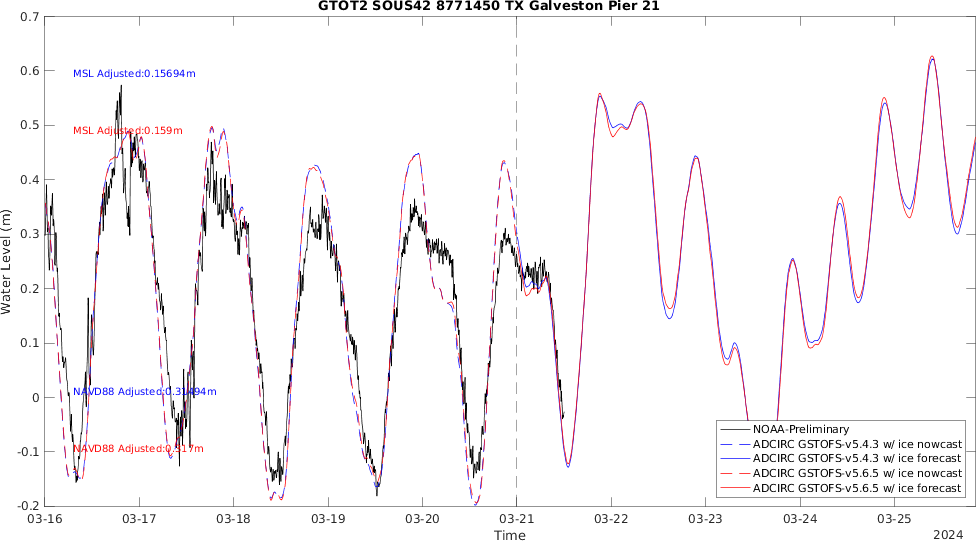 GTOT2 SOUS42 8771450 TX Galveston Pier 21
0.7
0.6
0.5
0.4
0.3
0.2
0.1
0
-0.1
-0.2
Water Level (m)
MSL Adjusted:0.15694m
MSL Adjusted:0.159m
NAVD88 Adjusted:0.31494m
NAVD88 Adjusted:0.317m
NOAA-Preliminary
ADCIRC GSTOFS-v5.4.3 w/ ice nowcast
ADCIRC GSTOFS-v5.4.3 w/ ice forecast
ADCIRC GSTOFS-v5.6.5 w/ ice nowcast
ADCIRC GSTOFS-v5.6.5 w/ ice forecast
03-16 03-17 03-18 03-19 03-20 03-21 03-22 03-23 03-24 03-25
Time
2024